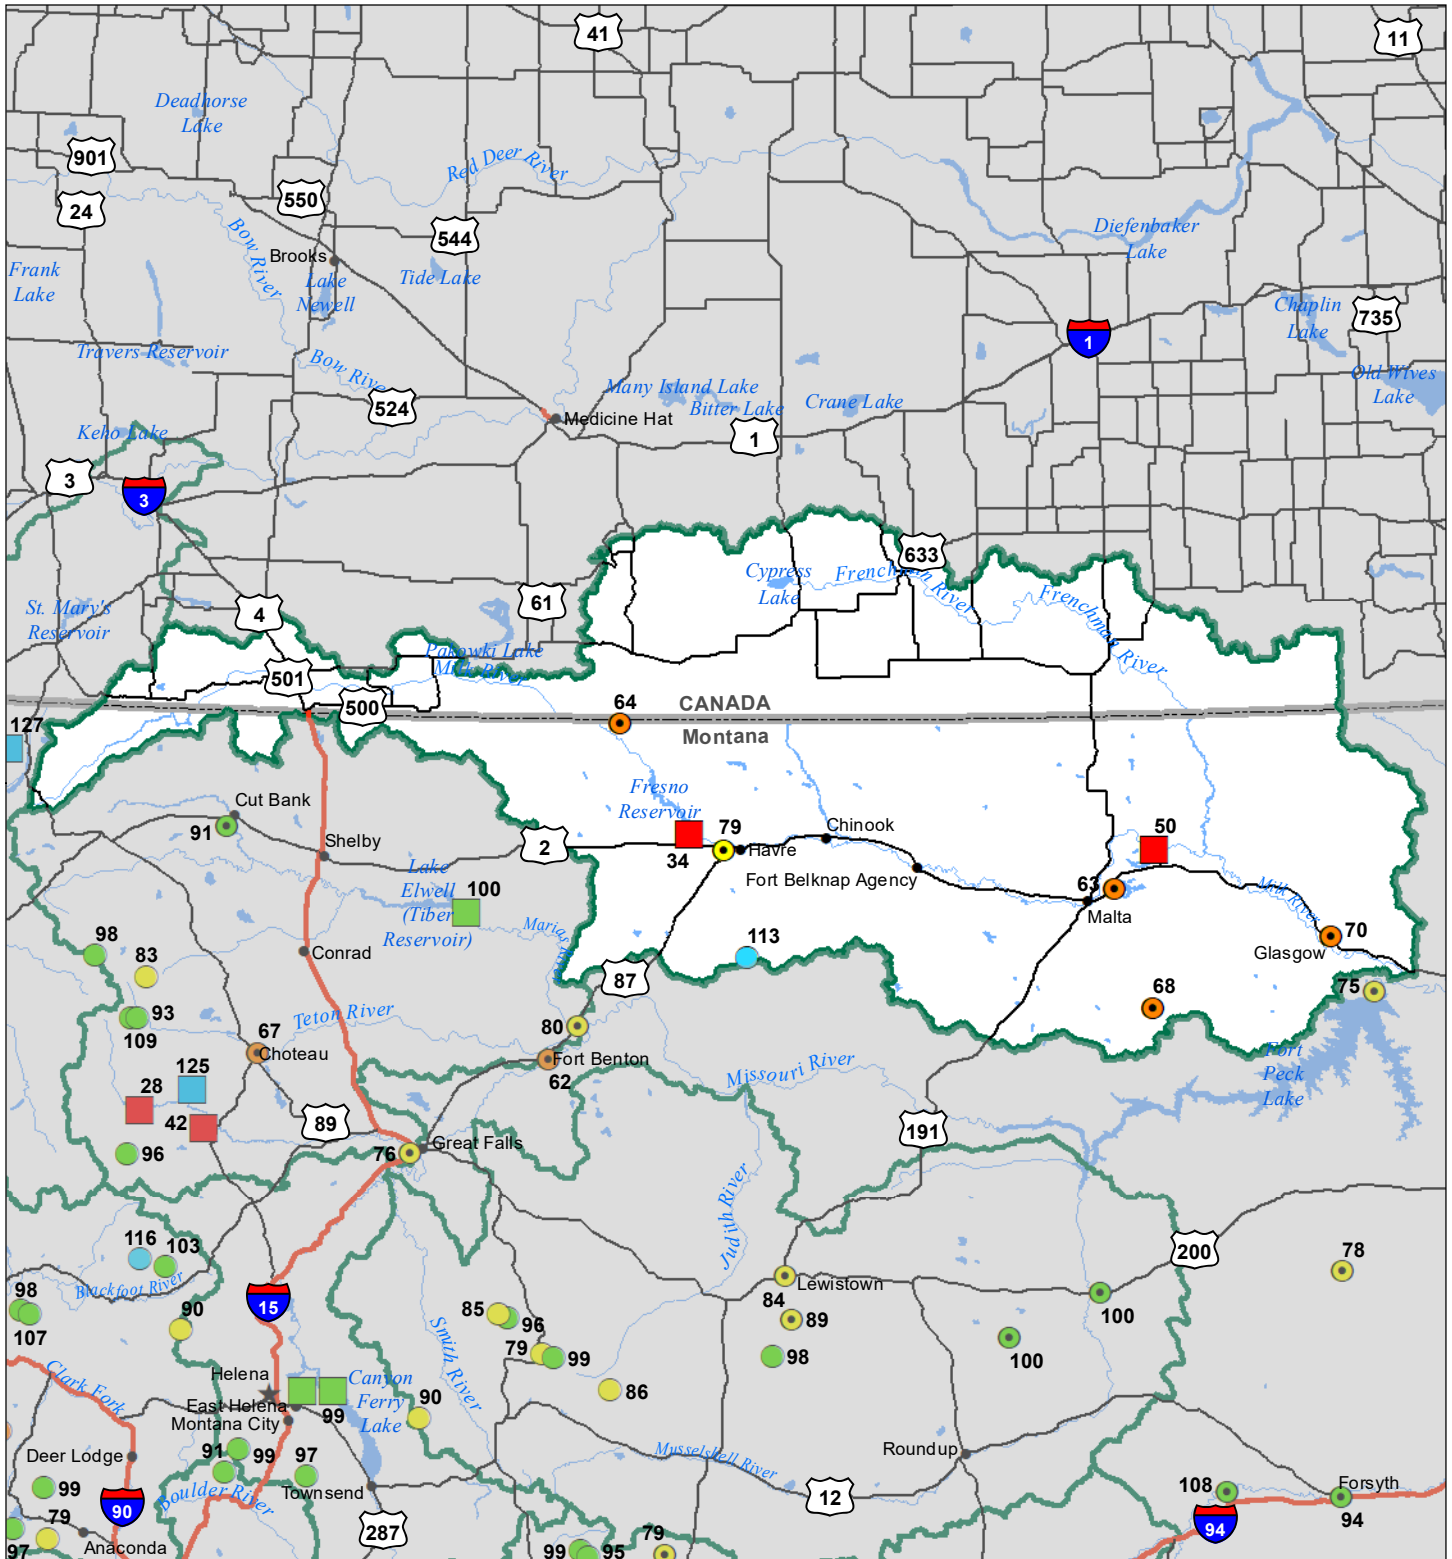 41
11
Deadhorse
Lake
901
Red Deer River
550
24
544
Bow River
Diefenbaker
Lake
Brooks
Frank
Lake
Lake
Newell
Tide Lake
Chaplin
Lake
735
1
Travers Reservoir
Bow River
Old Wives
Lake
Many Island Lake
Bitter Lake
Crane Lake
524
Medicine Hat
1
Keho Lake
3
3
633
Cypress
Lake
Frenchman River
Frenchman River
61
4
St. Mary's
Reservoir
Pakowki Lake
Milk River
501
500
64
CANADA
Montana
127
Fresno
Reservoir
Cut Bank
91
Shelby
2
79
Havre
34
Chinook
50
Fort Belknap Agency
Lake
Elwell
(Tiber
Reservoir)
100
63
Malta
Milk River
Marias River
70
Glasgow
98
83
Conrad
113
87
75
93
109
Teton River
80
68
67
Choteau
Fort Benton
62
Missouri River
Fort
Peck
Lake
125
28
42
89
191
96
76
Great Falls
Judith River
116
103
200
78
Blackfoot River
98
107
90
15
85
96
Lewistown
84
89
100
79
99
98
100
Smith River
Clark Fork
Helena
East Helena
Montana City
99
Canyon
Ferry
Lake
90
86
Deer Lodge
91
99
97
Townsend
Musselshell River
Roundup
99
90
Boulder River
12
108
Forsyth
94
94
79
97
Anaconda
287
99
95
79